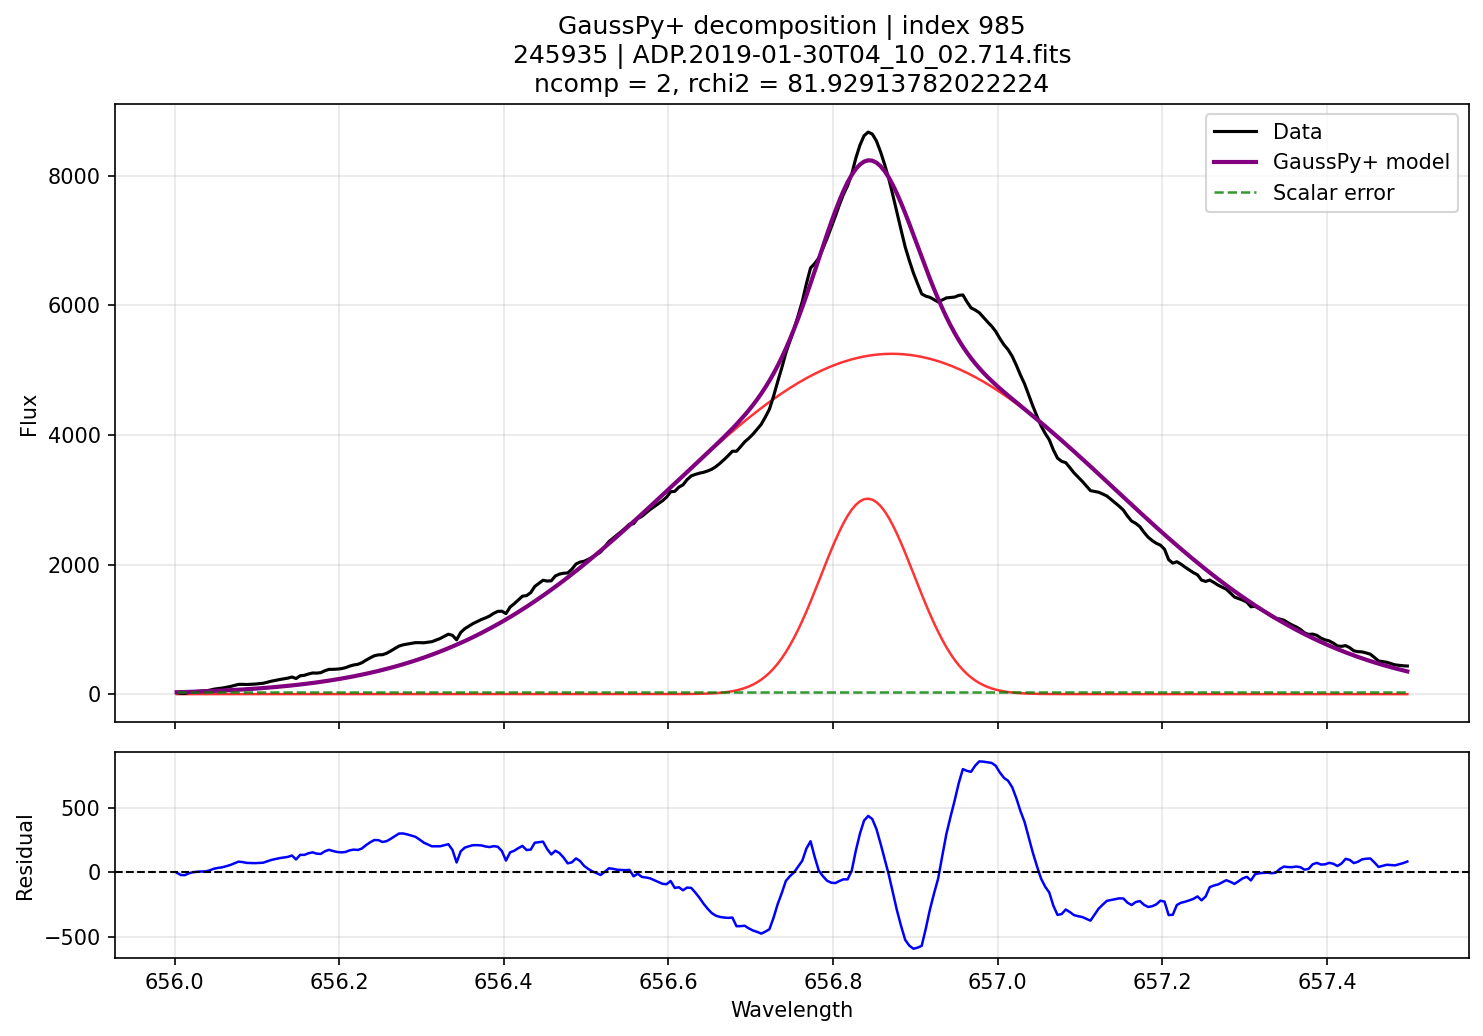 GaussPy+ decomposition | index 985
245935 | ADP.2019-01-30T04_10_02.714.fits
ncomp = 2, rchi2 = 81.92913782022224
Data
GaussPy+ model
Scalar error
Flux
8000
6000
4000
2000
0
Residual
500
0
−500
656.0 656.2 656.4 656.6 656.8 657.0 657.2 657.4
Wavelength